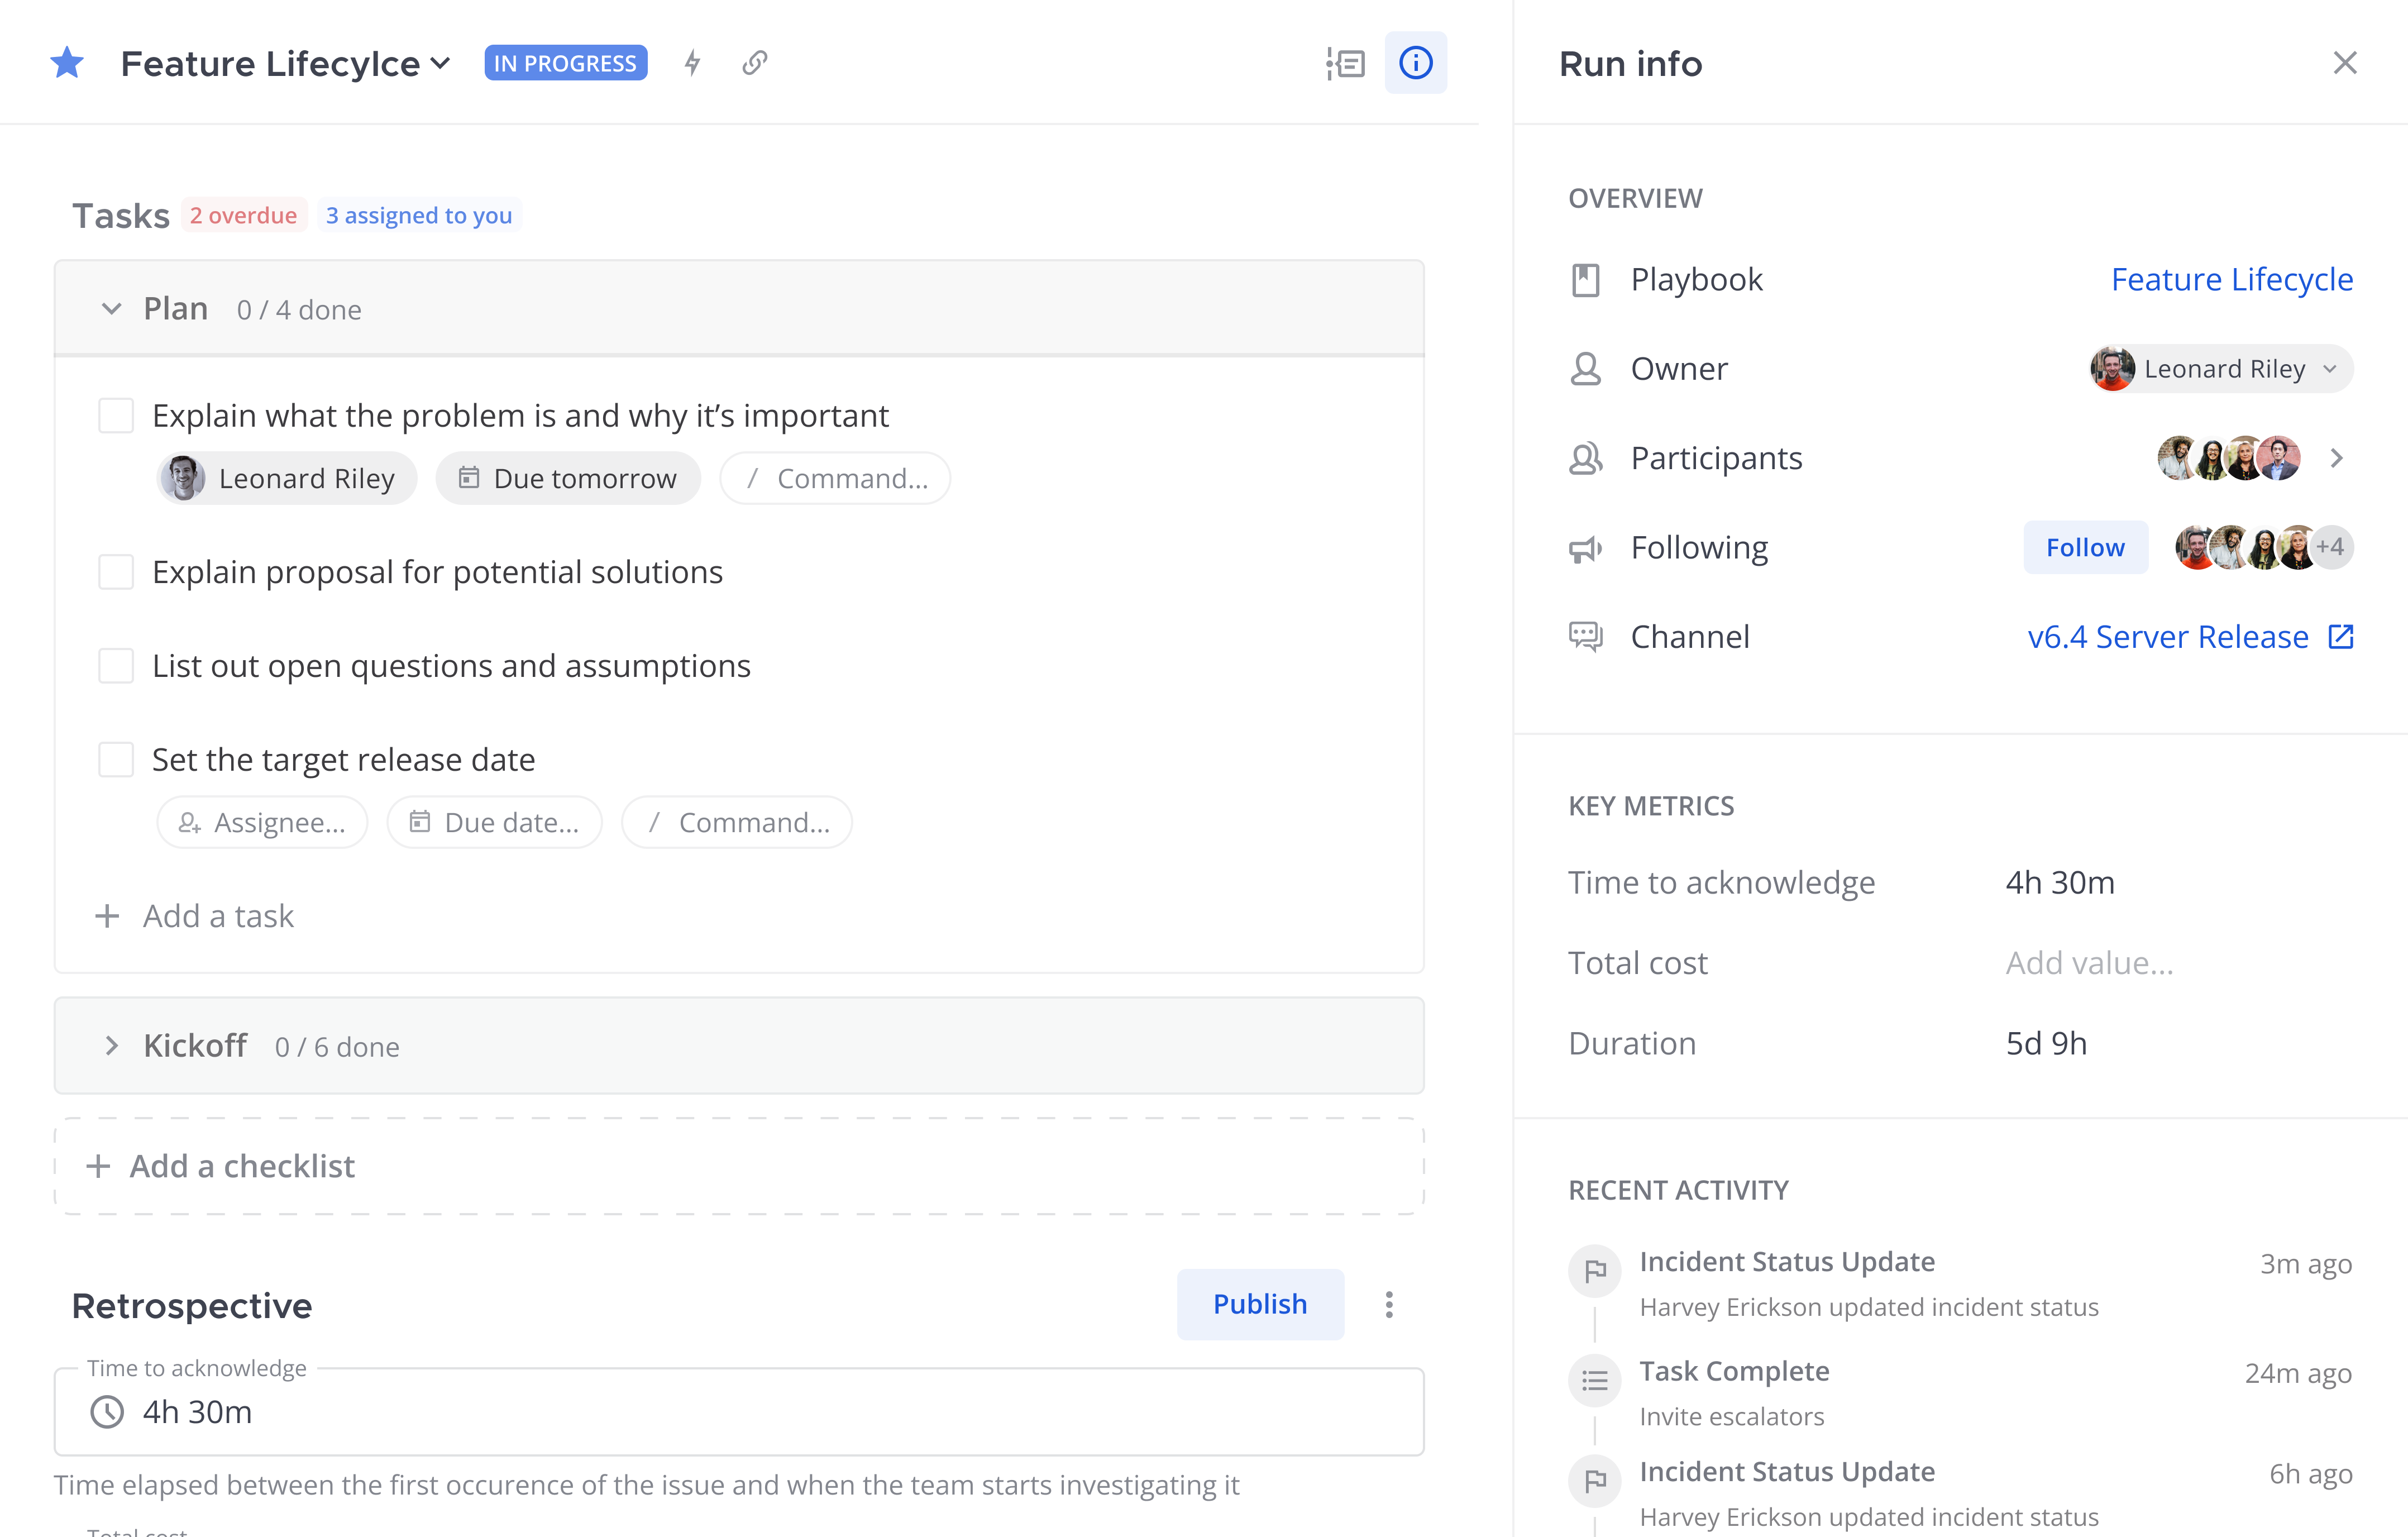 Feature Lifecylce IN PROGRESS
Tasks 2 overdue 3 assigned to you
Plan 0 / 4 done
Explain what the problem is and why it’s important
Leonard Riley Due tomorrow / Command...
Explain proposal for potential solutions
List out open questions and assumptions
Set the target release date
Assignee... Due date... / Command...
+ Add a task
Kickoff 0 / 6 done
+ Add a checklist
Retrospective Publish
Time to acknowledge
4h 30m
Time elapsed between the first occurence of the issue and when the team starts investigating it
Total cost
Run info
OVERVIEW
Playbook Feature Lifecycle
Owner Leonard Riley
Participants
Following Follow +4
Channel v6.4 Server Release
KEY METRICS
Time to acknowledge 4h 30m
Total cost Add value...
Duration 5d 9h
RECENT ACTIVITY
Incident Status Update 3m ago
Harvey Erickson updated incident status
Task Complete 24m ago
Invite escalators
Incident Status Update 6h ago
Harvey Erickson updated incident status